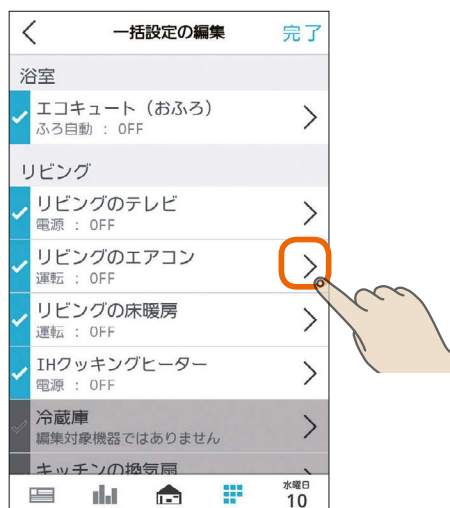 一括設定の編集 完了
浴室
エコキュート（おふろ）
ふろ自動 : OFF
リビング
リビングのテレビ
電源 : OFF
リビングのエアコン
運転 : OFF
リビングの床暖房
運転 : OFF
IHクッキングヒーター
電源 : OFF
冷蔵庫
編集対象機器ではありません
キッチンの換気扇
水曜日
10